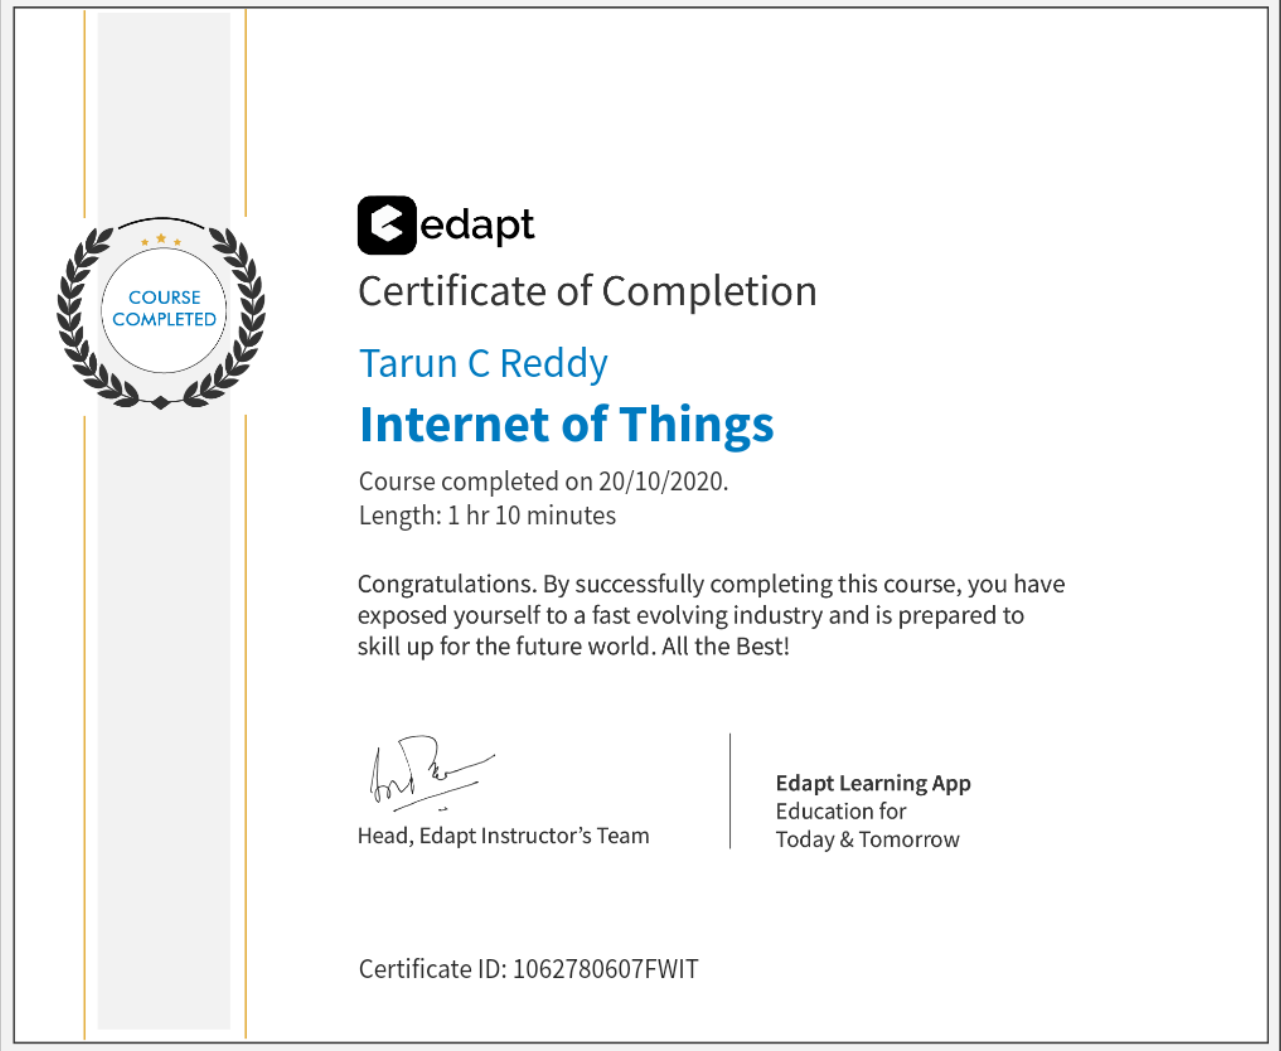 COURSE
COMPLETED
edapt
Certificate of Completion
Tarun C Reddy
Internet of Things
Course completed on 20/10/2020.
Length: 1 hr 10 minutes
Congratulations. By successfully completing this course, you have
exposed yourself to a fast evolving industry and is prepared to
skill up for the future world. All the Best!
Head, Edapt Instructor's Team
Edapt Learning App
Education for
Today & Tomorrow
Certificate ID: 1062780607FWIT